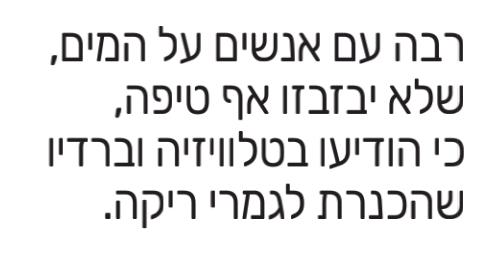 רבה עם אנשים על המים,
שלא יבזבזו אף טיפה,
כי הודיעו בטלוויזיה וברדיו
שהכנרת לגמרי ריקה.